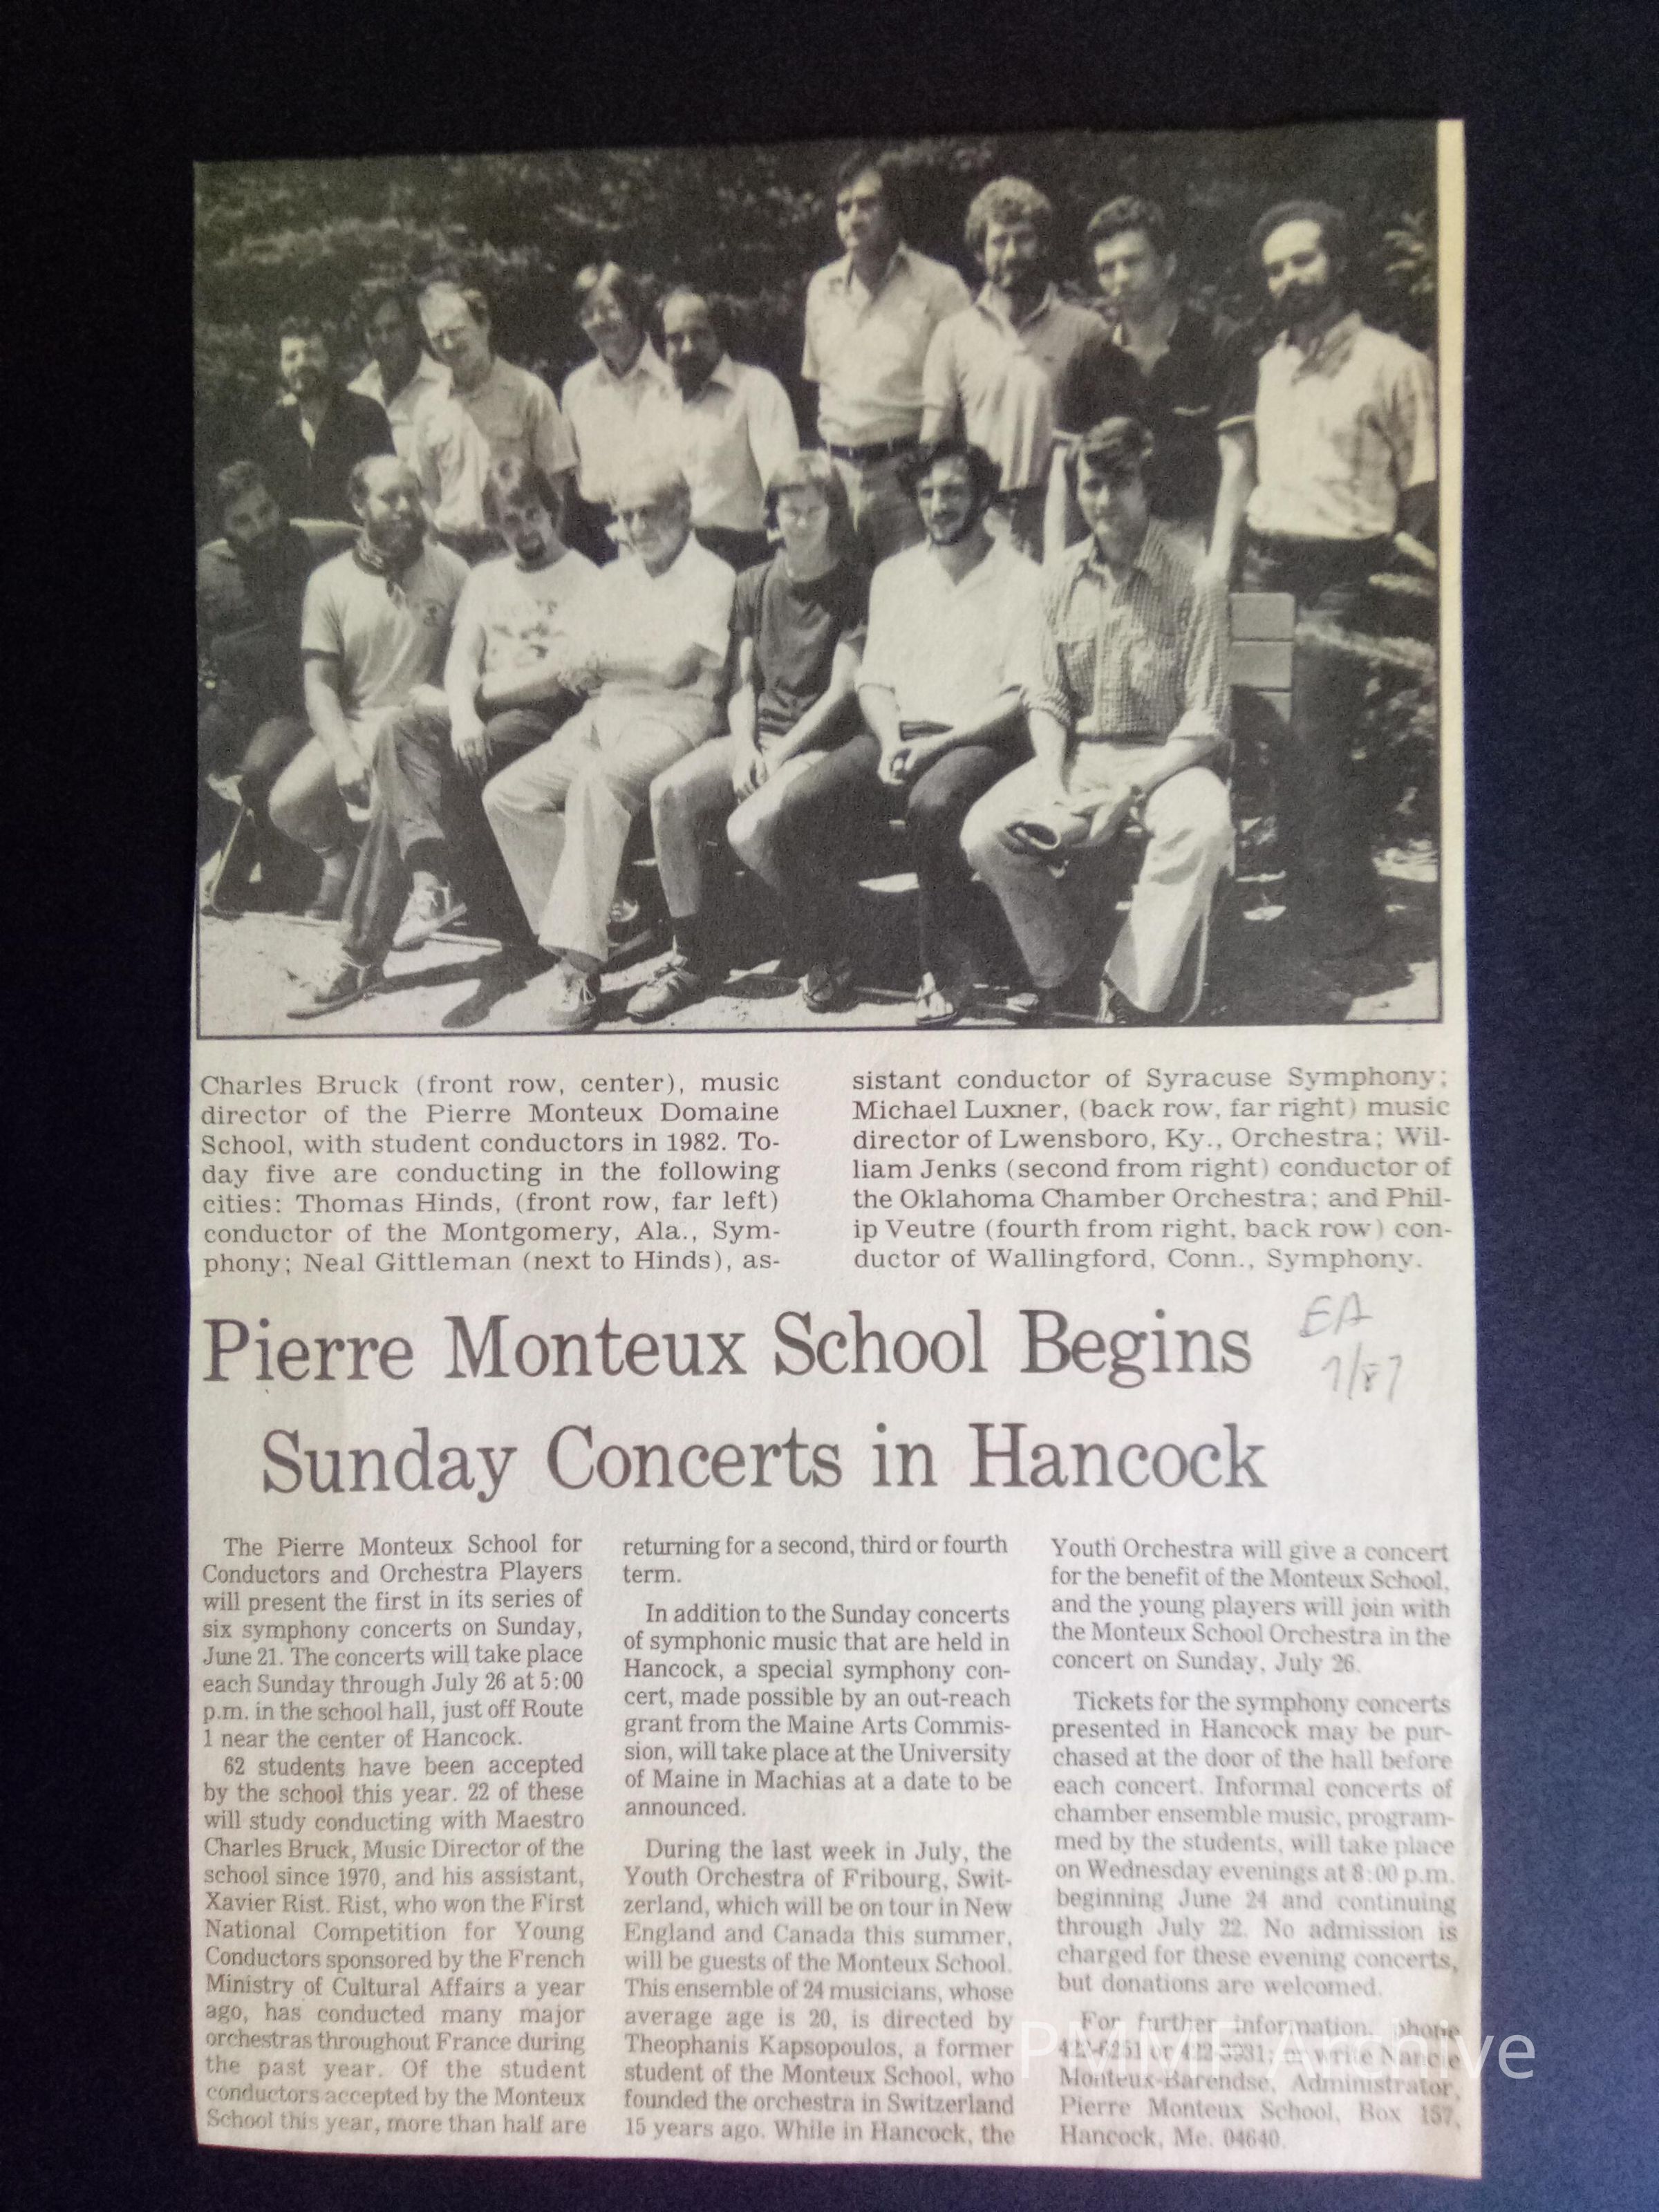 Charles Bruck (front row, center), music
director of the Pierre Monteux Domaine
School, with student conductors in 1982. To-
day five are conducting in the following
cities: Thomas Hinds, (front row, far left)
conductor of the Montgomery, Ala., Sym-
phony; Neal Gittleman (next to Hinds), as-
sistant conductor of Syracuse Symphony;
Michael Luxner, (back row, far right) music
director of Lwensboro, Ky., Orchestra; Wil-
liam Jenks (second from right) conductor of
the Oklahoma Chamber Orchestra; and Phil-
ip Veutre (fourth from right, back row) con-
ductor of Wallingford, Conn., Symphony.
Pierre Monteux School Begins
Sunday Concerts in Hancock
EA
7/87
The Pierre Monteux School for
Conductors and Orchestra Players
will present the first in its series of
six symphony concerts on Sunday,
June 21. The concerts will take place
each Sunday through July 26 at 5:00
p.m. in the school hall, just off Route
1 near the center of Hancock.
62 students have been accepted
by the school this year. 22 of these
will study conducting with Maestro
Charles Bruck, Music Director of the
school since 1970, and his assistant,
Xavier Rist. Rist, who won the First
National Competition for Young
Conductors sponsored by the French
Ministry of Cultural Affairs a year
ago, has conducted many major
orchestras throughout France during
the past year. Of the student
conductors accepted by the Monteux
School this year, more than half are
returning for a second, third or fourth
term.
In addition to the Sunday concerts
of symphonic music that are held in
Hancock, a special symphony con-
cert, made possible by an out-reach
grant from the Maine Arts Commis-
sion, will take place at the University
of Maine in Machias at a date to be
announced.
During the last week in July, the
Youth Orchestra of Fribourg, Swit-
zerland, which will be on tour in New
England and Canada this summer,
will be guests of the Monteux School.
This ensemble of 24 musicians, whose
average age is 20, is directed by
Theophanis Kapsopoulos, a former
student of the Monteux School, who
founded the orchestra in Switzerland
15 years ago. While in Hancock, the
Youth Orchestra will give a concert
for the benefit of the Monteux School,
and the young players will join with
the Monteux School Orchestra in the
concert on Sunday, July 26.
Tickets for the symphony concerts
presented in Hancock may be pur-
chased at the door of the hall before
each concert. Informal concerts of
chamber ensemble music, program-
med by the students, will take place
on Wednesday evenings at 8:00 p.m.
beginning June 24 and continuing
through July 22. No admission is
charged for these evening concerts,
but donations are welcomed.
For further information, phone
422-6251 or 422-3931; or write Nancie
Monteux-Barendse, Administrator,
Pierre Monteux School, Box 157,
Hancock, Me. 04640.
PMMF Archive